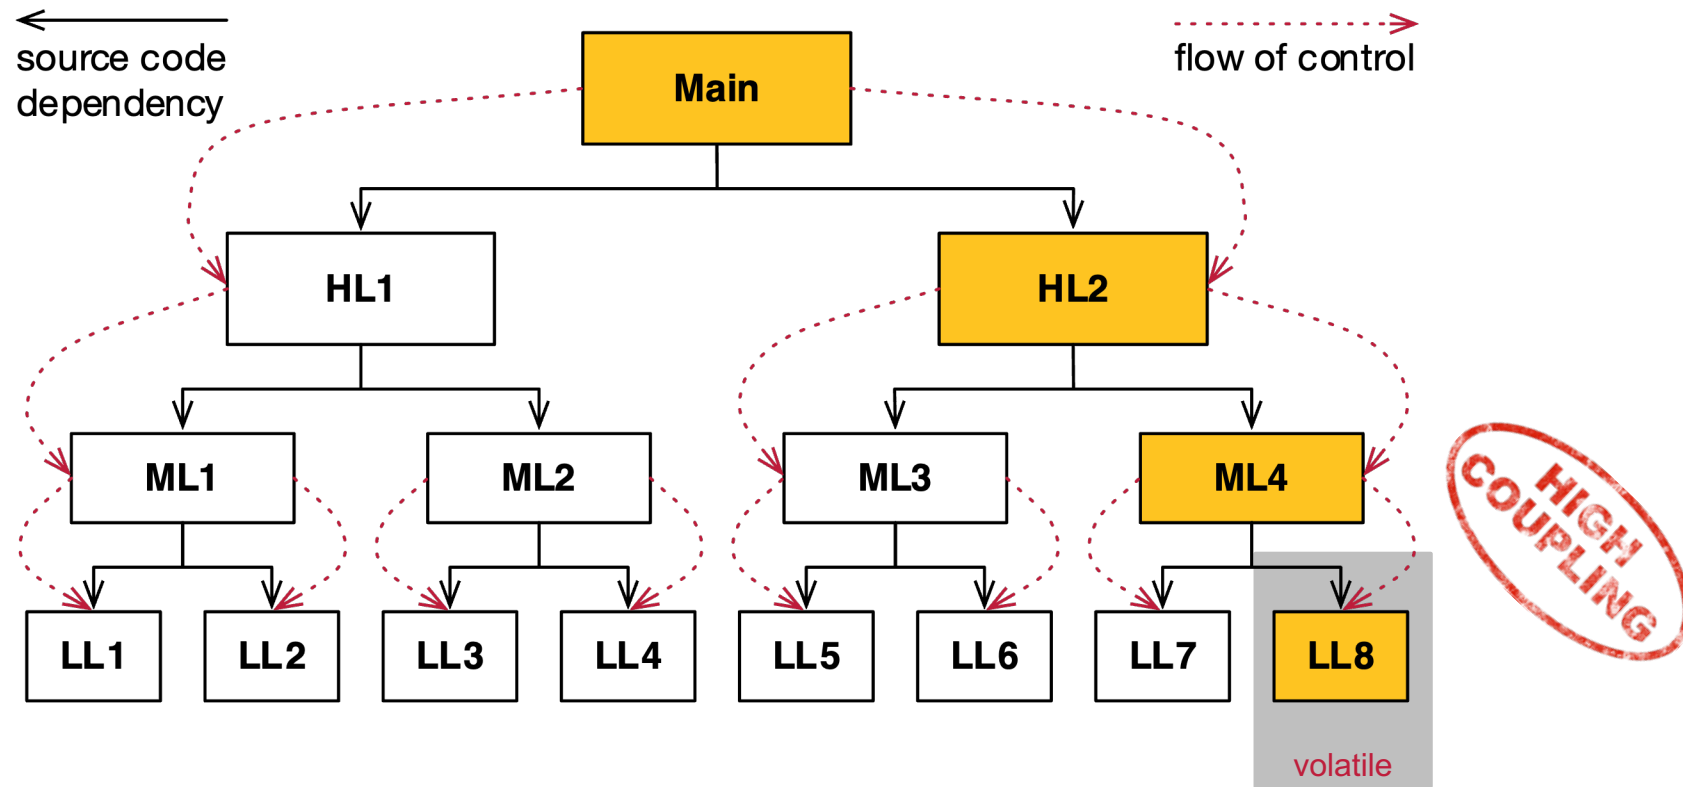 source code
dependency
flow of control
Main
HL1
HL2
ML1
ML2
ML3
ML4
HIGH
COUPLING
LL1
LL2
LL3
LL4
LL5
LL6
LL7
LL8
volatile